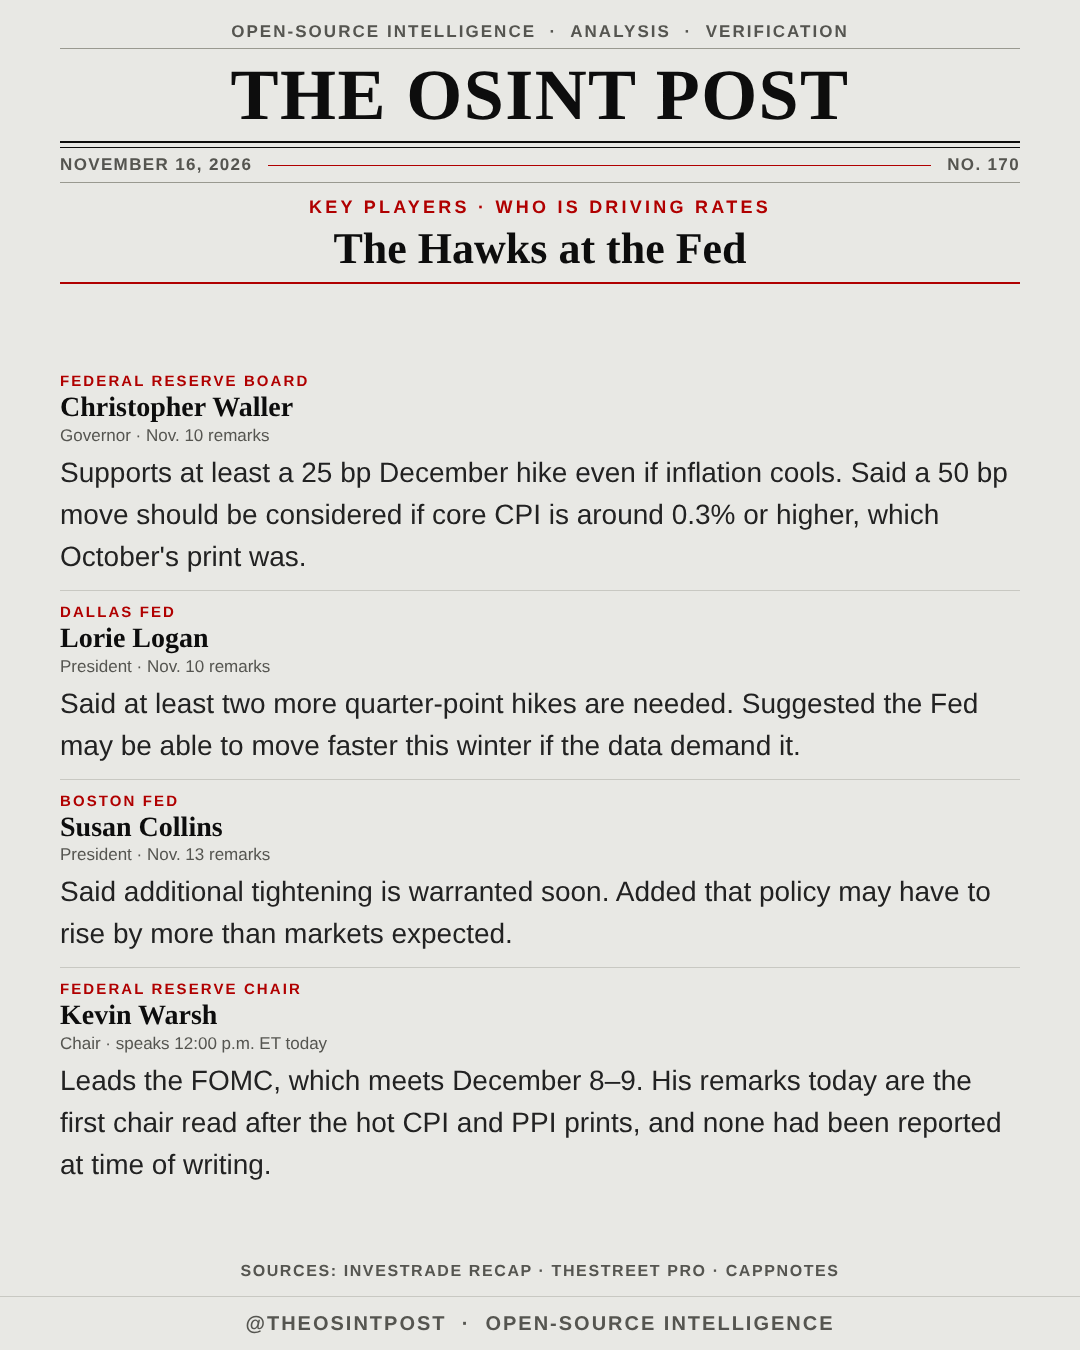 OPEN-SOURCE INTELLIGENCE · ANALYSIS · VERIFICATION
THE OSINT POST
NOVEMBER 16, 2026 NO. 170
KEY PLAYERS · WHO IS DRIVING RATES
The Hawks at the Fed
FEDERAL RESERVE BOARD
Christopher Waller
Governor · Nov. 10 remarks
Supports at least a 25 bp December hike even if inflation cools. Said a 50 bp
move should be considered if core CPI is around 0.3% or higher, which
October's print was.
DALLAS FED
Lorie Logan
President · Nov. 10 remarks
Said at least two more quarter-point hikes are needed. Suggested the Fed
may be able to move faster this winter if the data demand it.
BOSTON FED
Susan Collins
President · Nov. 13 remarks
Said additional tightening is warranted soon. Added that policy may have to
rise by more than markets expected.
FEDERAL RESERVE CHAIR
Kevin Warsh
Chair · speaks 12:00 p.m. ET today
Leads the FOMC, which meets December 8–9. His remarks today are the
first chair read after the hot CPI and PPI prints, and none had been reported
at time of writing.
SOURCES: INVESTRADE RECAP · THESTREET PRO · CAPPNOTES
@THEOSINTPOST · OPEN-SOURCE INTELLIGENCE